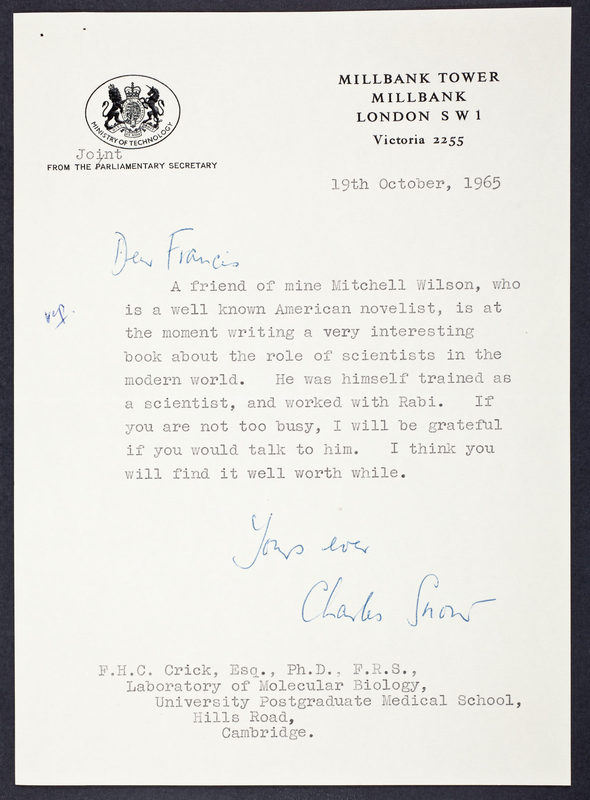 MILLBANK TOWER
MILLBANK
LONDON S W 1
Victoria 2255
MINISTRY OF TECHNOLOGY
Joint
FROM THE PARLIAMENTARY SECRETARY
19th October, 1965
Dear Francis
A friend of mine Mitchell Wilson, who
is a well known American novelist, is at
the moment writing a very interesting
book about the role of scientists in the
modern world. He was himself trained as
a scientist, and worked with Rabi. If
you are not too busy, I will be grateful
if you would talk to him. I think you
will find it well worth while.
Yours ever
Charles Snow
F.H.C. Crick, Esq., Ph.D., F.R.S.,
Laboratory of Molecular Biology,
University Postgraduate Medical School,
Hills Road,
Cambridge.